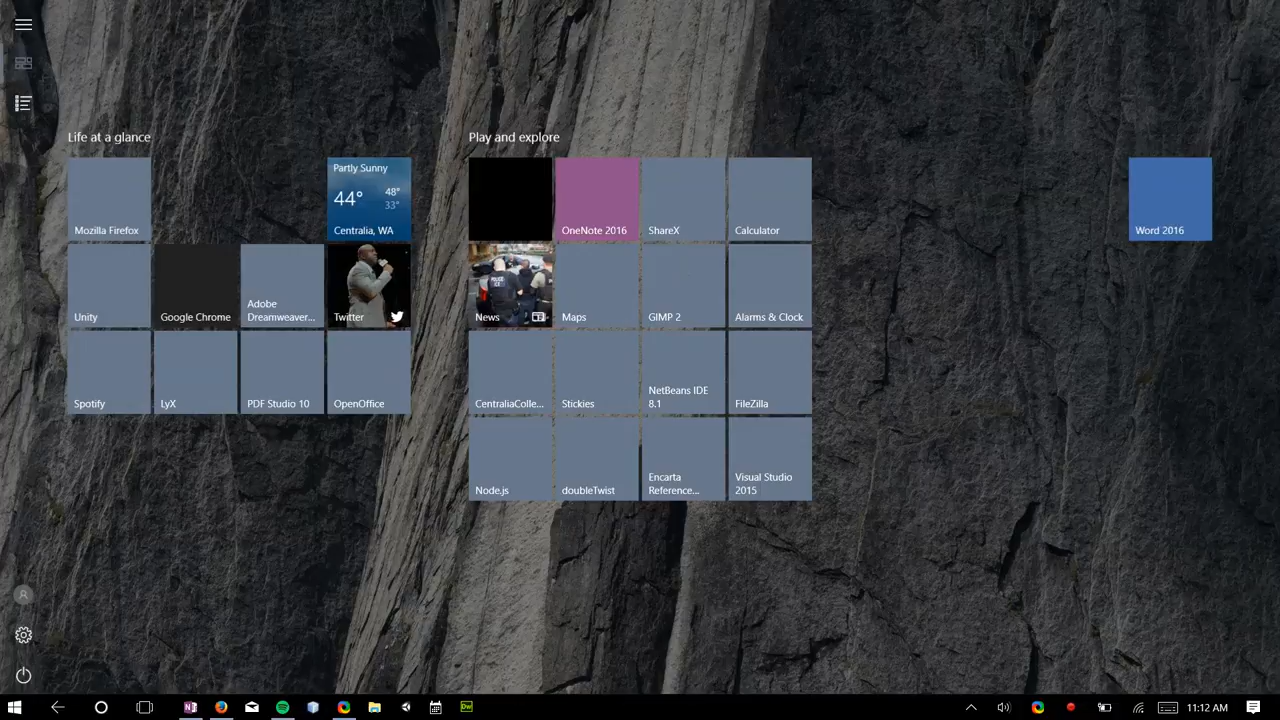 Life at a glance
Play and explore
Mozilla Firefox
Partly Sunny
44°
48°
33°
Centralia, WA
OneNote 2016
ShareX
Calculator
Word 2016
Unity
Google Chrome
Adobe
Dreamweaver...
Twitter
News
Maps
GIMP 2
Alarms & Clock
Spotify
LyX
PDF Studio 10
OpenOffice
CentraliaColle...
Stickies
NetBeans IDE
8.1
FileZilla
Node.js
doubleTwist
Encarta
Reference...
Visual Studio
2015
POLICE
ICE
Dw
11:12 AM